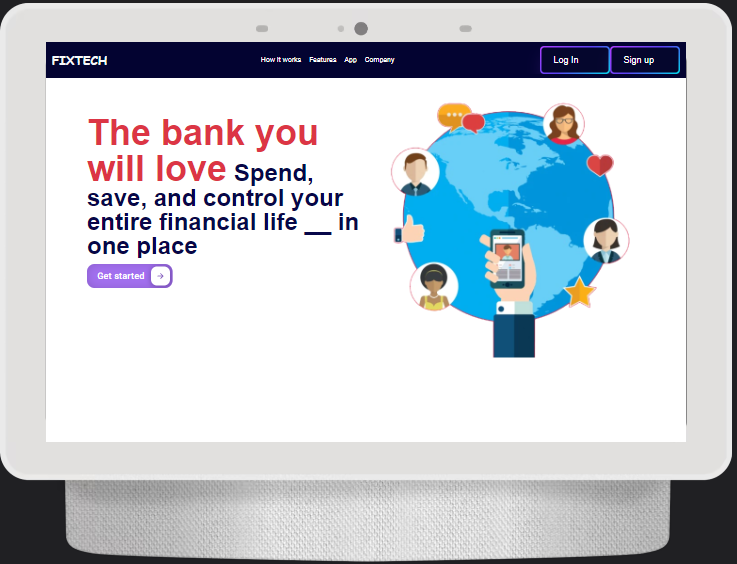 FIXTECH
How it works Features App Company
Log In
Sign up
The bank you
will love Spend,
save, and control your
entire financial life __ in
one place
Get started